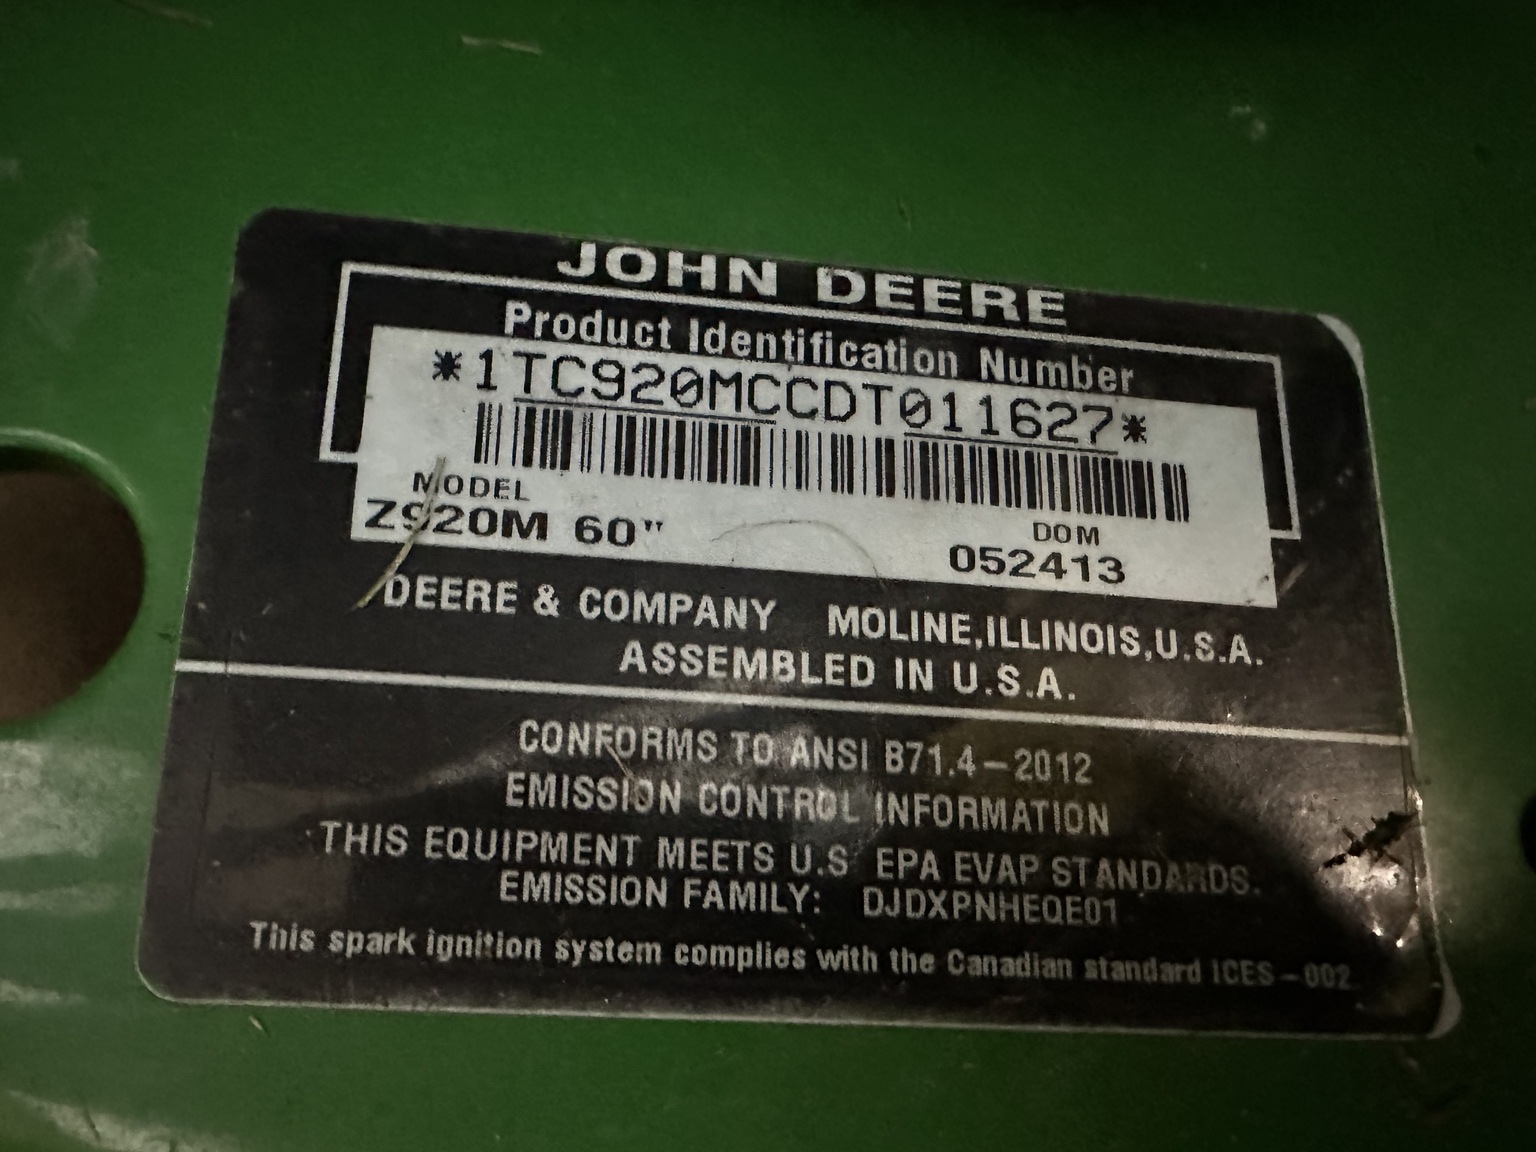 JOHN DEERE
Product Identification Number
*1TC920MCCDT011627*
MODEL
Z920M 60"
DOM
052413
DEERE & COMPANY MOLINE,ILLINOIS,U.S.A.
ASSEMBLED IN U.S.A.
CONFORMS TO ANSI B71.4-2012
EMISSION CONTROL INFORMATION
THIS EQUIPMENT MEETS U.S EPA EVAP STANDARDS.
EMISSION FAMILY: DJDXPNHEQE01
This spark ignition system complies with the Canadian standard ICES-002